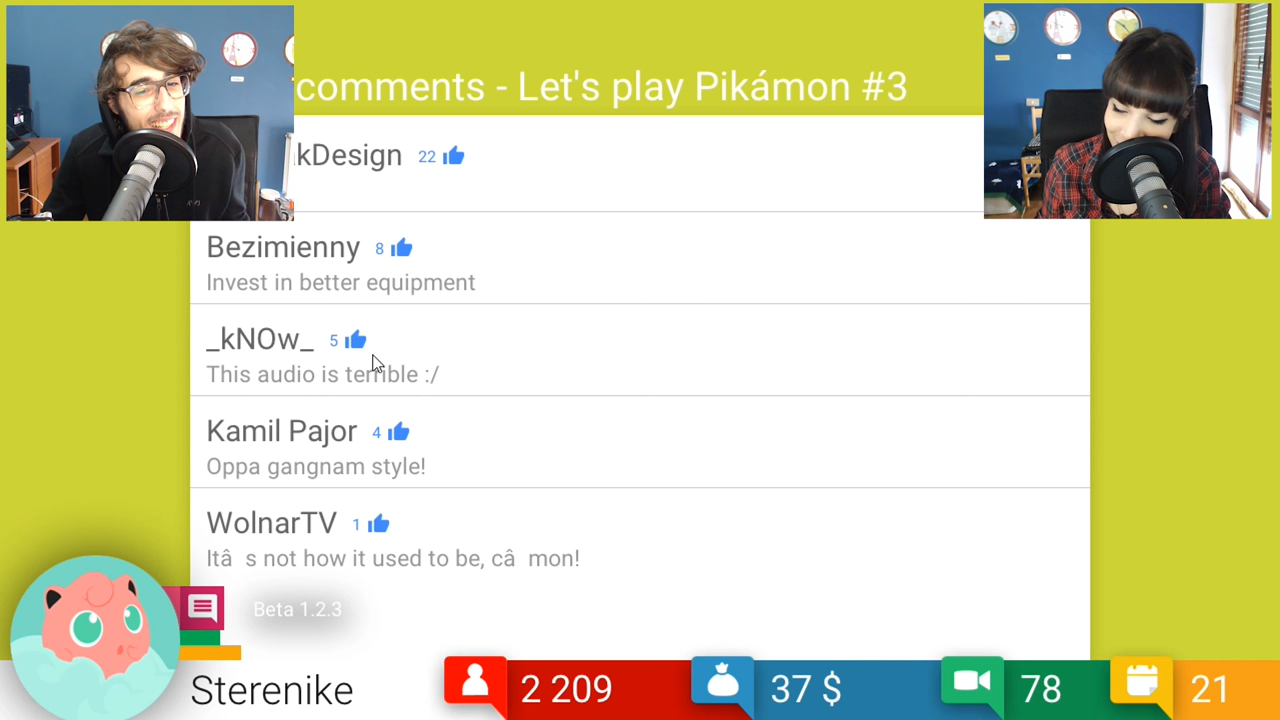 comments - Let's play Pikámon #3
kDesign 22
Bezimienny 8
Invest in better equipment
_kNOw_ 5
This audio is terrible :/
Kamil Pajor 4
Oppa gangnam style!
WolnarTV 1
Itâ s not how it used to be, câ mon!
Beta 1.2.3
Sterenike
2 209
37 $
78
21